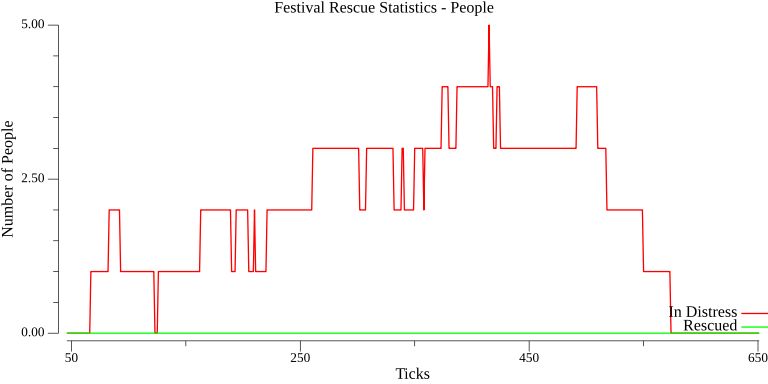 Festival Rescue Statistics - People
5.00
2.50
0.00
Number of People
In Distress
Rescued
50 250 450 650
Ticks